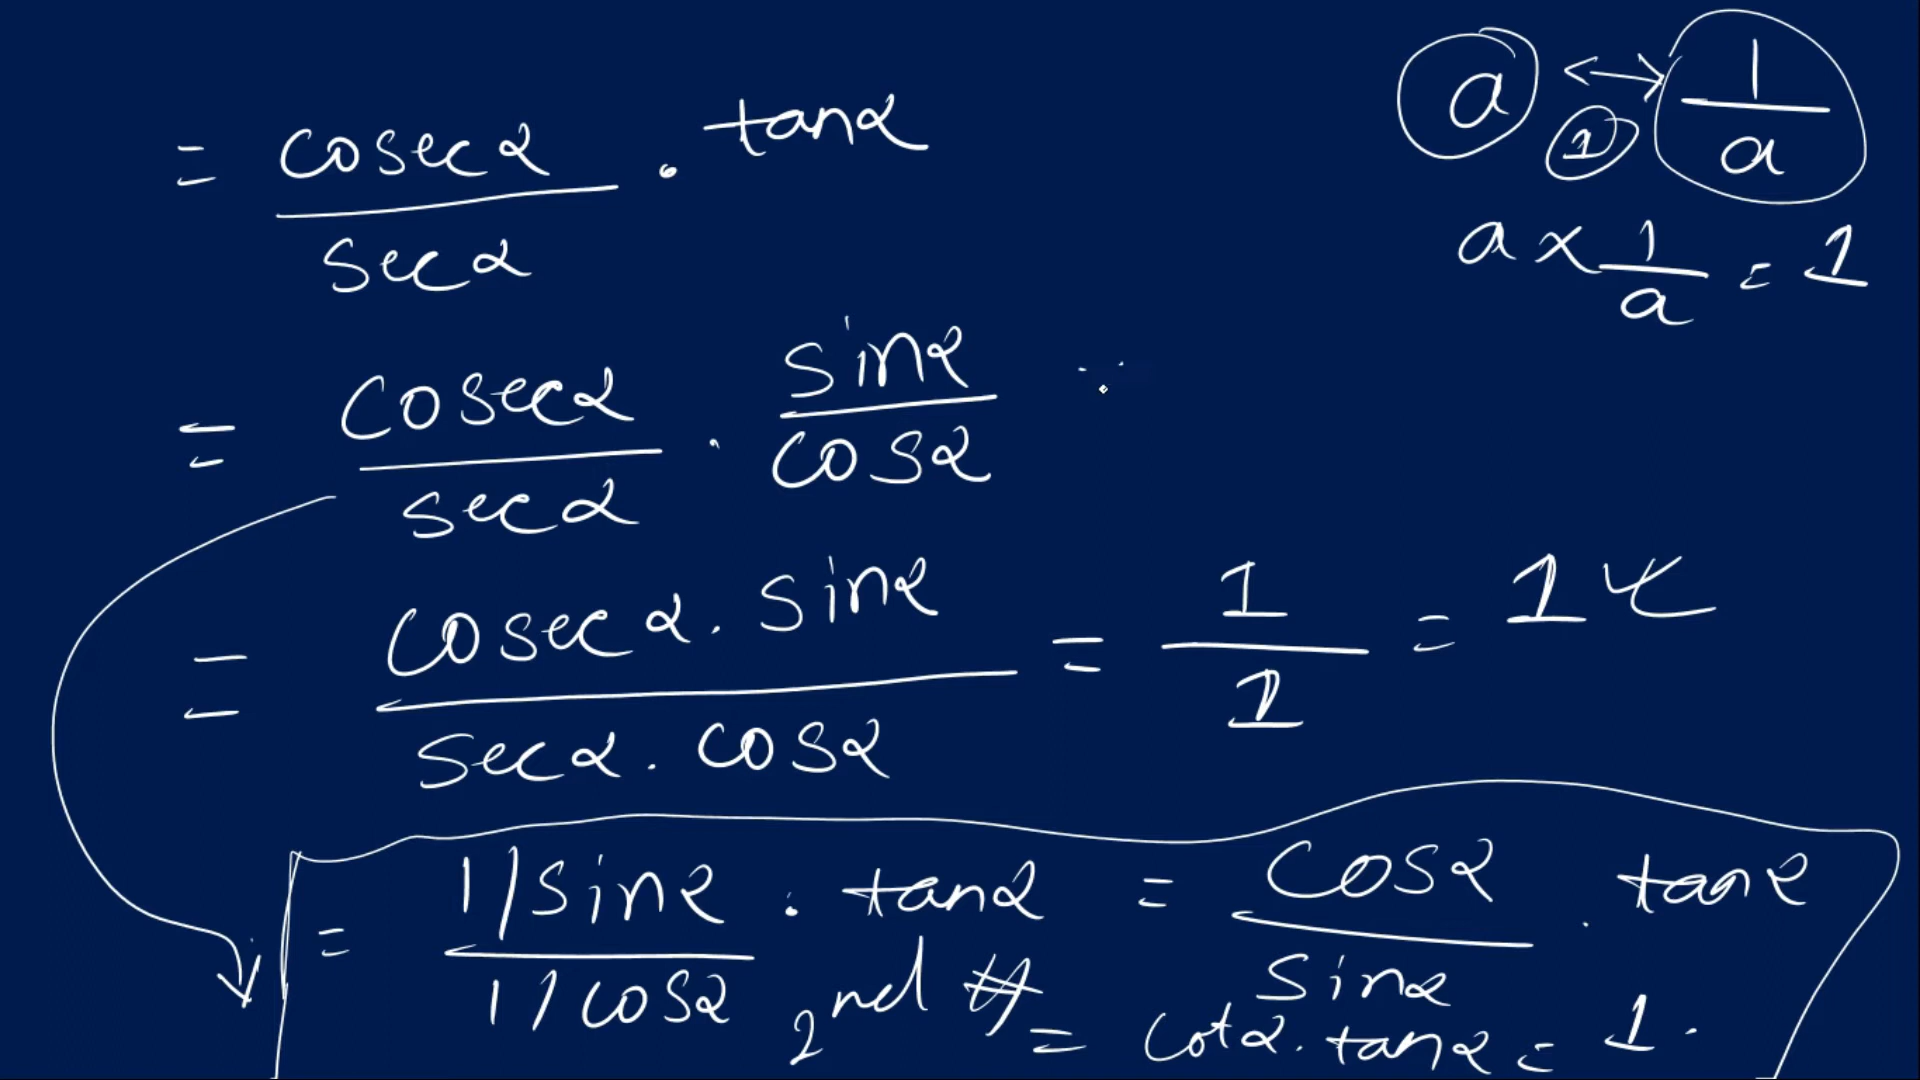 = cosecα/secα . tanα
a ↔ 1/a
1
a × 1/a = 1
= cosecα/secα . sinα/cosα
= cosecα. sinα/secα. cosα = 1/1 = 1
= 1/sinα/1/cosα . tanα = cosα/sinα . tanα
2nd
= cotα. tanα = 1.